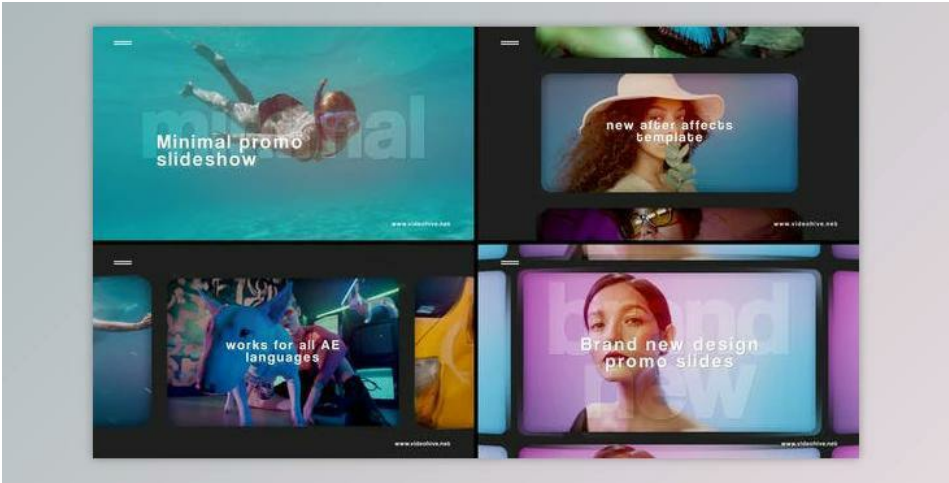 minimal
Minimal promo
slideshow
www.videohive.net
new after affects
template
www.videohive.net
works for all AE
languages
www.videohive.net
brand
new
Brand new design
promo slides
www.videohive.net